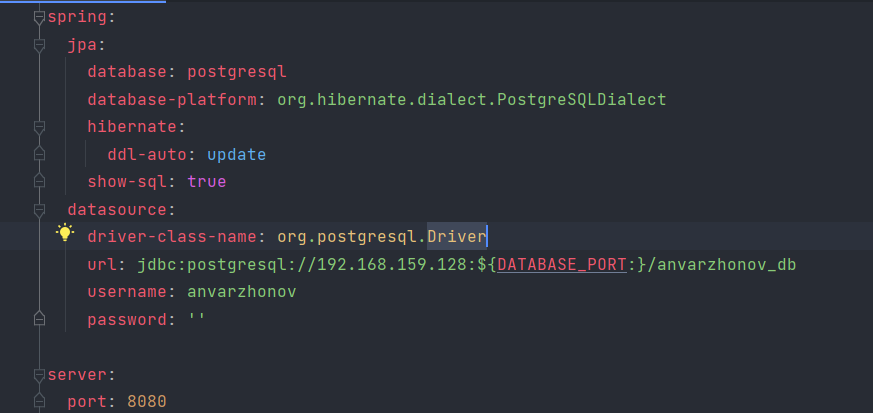 spring:
  jpa:
    database: postgresql
    database-platform: org.hibernate.dialect.PostgreSQLDialect
    hibernate:
      ddl-auto: update
    show-sql: true
  datasource:
    driver-class-name: org.postgresql.Driver
    url: jdbc:postgresql://192.168.159.128:${DATABASE_PORT:}/anvarzhonov_db
    username: anvarzhonov
    password: ''
server:
  port: 8080